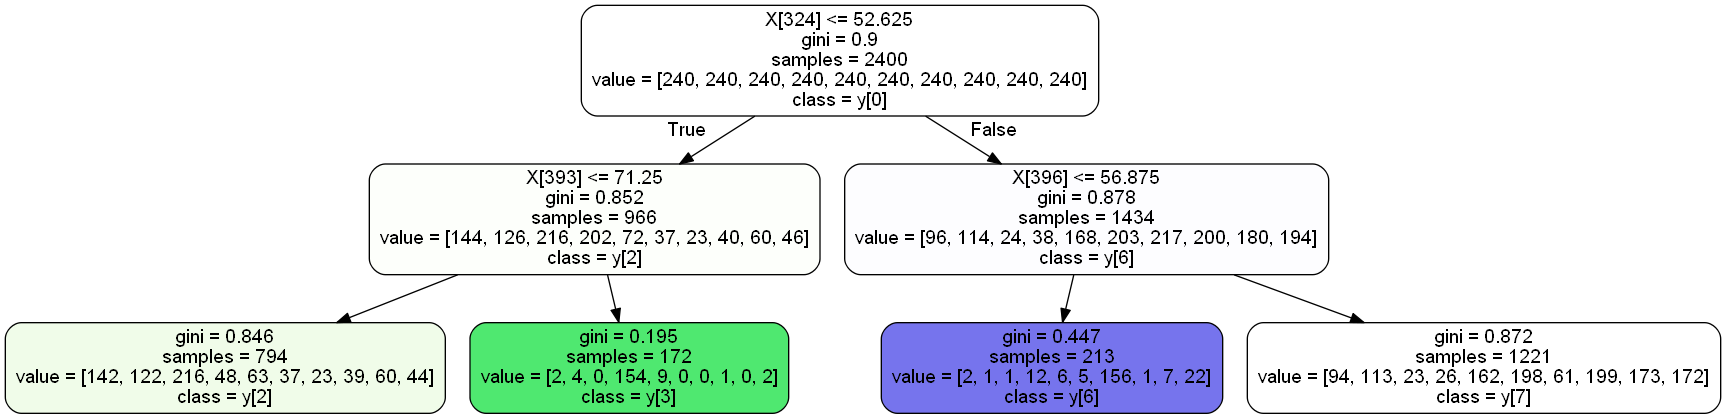 X[324] <= 52.625
gini = 0.9
samples = 2400
value = [240, 240, 240, 240, 240, 240, 240, 240, 240, 240]
class = y[0]
True
False
X[393] <= 71.25
gini = 0.852
samples = 966
value = [144, 126, 216, 202, 72, 37, 23, 40, 60, 46]
class = y[2]
X[396] <= 56.875
gini = 0.878
samples = 1434
value = [96, 114, 24, 38, 168, 203, 217, 200, 180, 194]
class = y[6]
gini = 0.846
samples = 794
value = [142, 122, 216, 48, 63, 37, 23, 39, 60, 44]
class = y[2]
gini = 0.195
samples = 172
value = [2, 4, 0, 154, 9, 0, 0, 1, 0, 2]
class = y[3]
gini = 0.447
samples = 213
value = [2, 1, 1, 12, 6, 5, 156, 1, 7, 22]
class = y[6]
gini = 0.872
samples = 1221
value = [94, 113, 23, 26, 162, 198, 61, 199, 173, 172]
class = y[7]